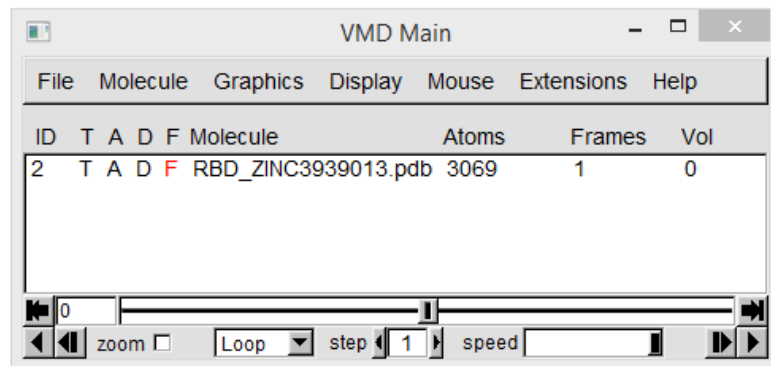 VMD Main
File Molecule Graphics Display Mouse Extensions Help
ID T A D F Molecule Atoms Frames Vol
2 T A D F RBD_ZINC3939013.pdb 3069 1 0
0
zoom Loop step 1 speed